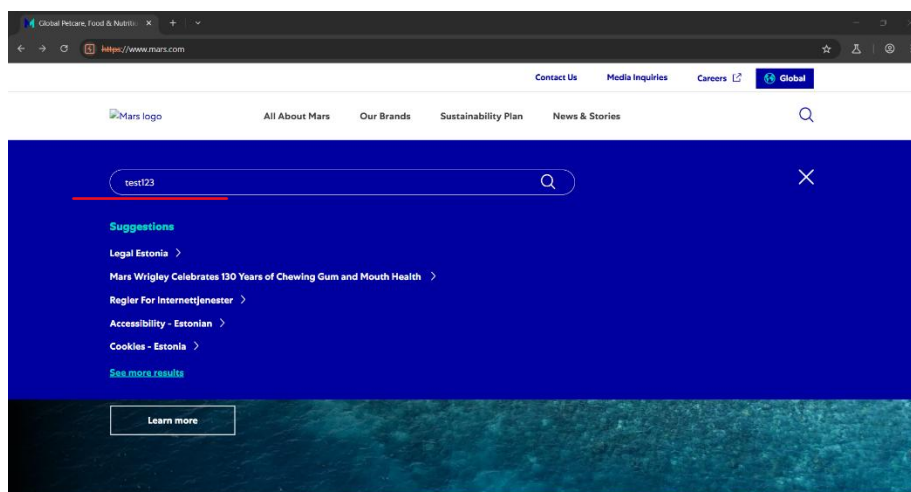 Global Petcare, Food & Nutritio
https://www.mars.com
Contact Us Media Inquiries Careers Global
Mars logo All About Mars Our Brands Sustainability Plan News & Stories
test123
Suggestions
Legal Estonia
Mars Wrigley Celebrates 130 Years of Chewing Gum and Mouth Health
Regler For Internettjenester
Accessibility - Estonian
Cookies - Estonia
See more results
Learn more